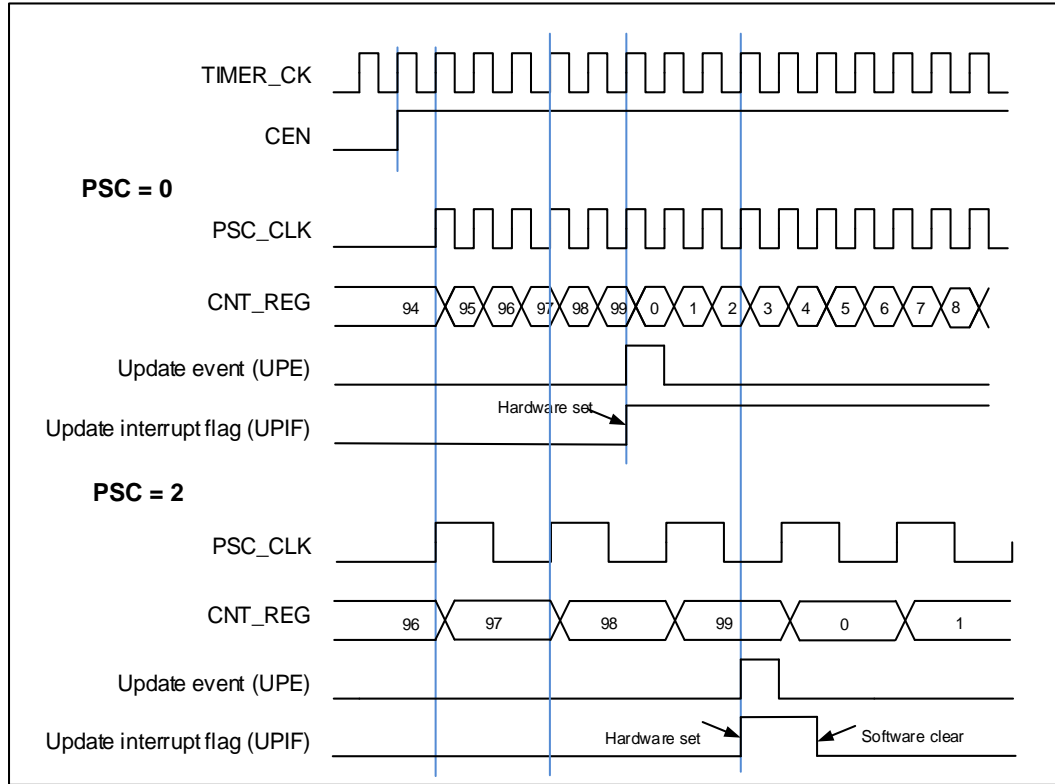 TIMER_CK
CEN
PSC = 0
PSC_CLK
CNT_REG 94 95 96 97 98 99 0 1 2 3 4 5 6 7 8
Update event (UPE)
Hardware set
Update interrupt flag (UPIF)
PSC = 2
PSC_CLK
CNT_REG 96 97 98 99 0 1
Update event (UPE)
Update interrupt flag (UPIF) Hardware set Software clear